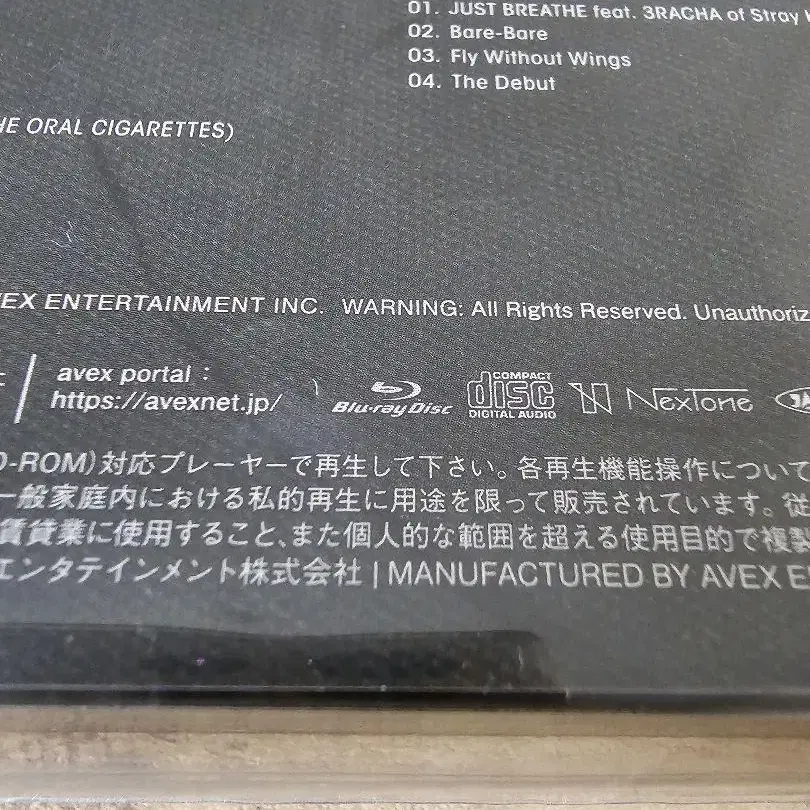 01. JUST BREATHE feat. 3RACHA of Stray
02. Bare-Bare
03. Fly Without Wings
04. The Debut
HE ORAL CIGARETTES)
VEX ENTERTAINMENT INC. WARNING: All Rights Reserved. Unauthoriz
avex portal :
https://avexnet.jp/
Blu-ray Disc
COMPACT
disc
DIGITAL AUDIO
NexTone
D-ROM)対応プレーヤーで再生して下さい。各再生機能操作について
一般家庭内における私的再生に用途を限って販売されています。従
賃貸業に使用すること、また個人的な範囲を超える使用目的で複製
エンタテインメント株式会社 | MANUFACTURED BY AVEX E